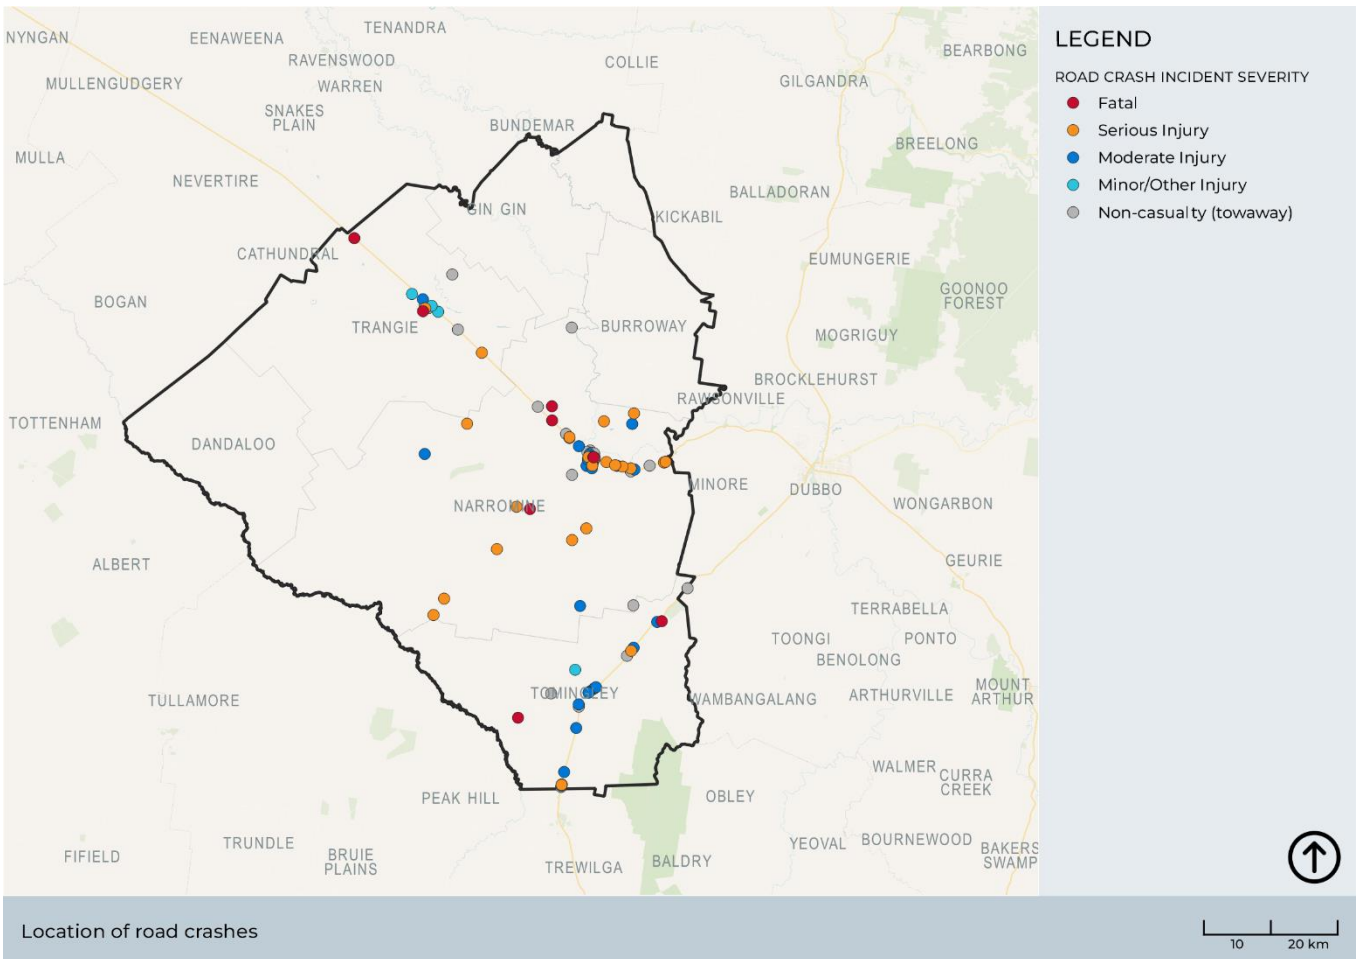 NYNGAN
EENAWEENA
TENANDRA
RAVENSWOOD
COLLIE
BEARBONG
MULLENGUDGERY
WARREN
GILGANDRA
SNAKES
PLAIN
BUNDEMAR
BREELONG
MULLA
NEVERTIRE
BALLADORAN
GIN GIN
KICKABIL
CATHUNDRAL
EUMUNGERIE
BOGAN
GOONOO
FOREST
TRANGIE
BURROWAY
MOGRIGUY
BROCKLEHURST
RAWSONVILLE
TOTTENHAM
DANDALOO
MINORE
DUBBO
NARROMINE
WONGARBON
ALBERT
GEURIE
TERRABELLA
TOONGI
PONTO
BENOLONG
TULLAMORE
TOMINGLEY
WAMBANGALANG
ARTHURVILLE
MOUNT
ARTHUR
PEAK HILL
OBLEY
WALMER
CURRA
CREEK
FIFIELD
TRUNDLE
BRUIE
PLAINS
TREWILGA
BALDRY
YEOVAL
BOURNEWOOD
BAKERS
SWAMP
LEGEND
ROAD CRASH INCIDENT SEVERITY
Fatal
Serious Injury
Moderate Injury
Minor/Other Injury
Non-casualty (towaway)
Location of road crashes
10 20 km